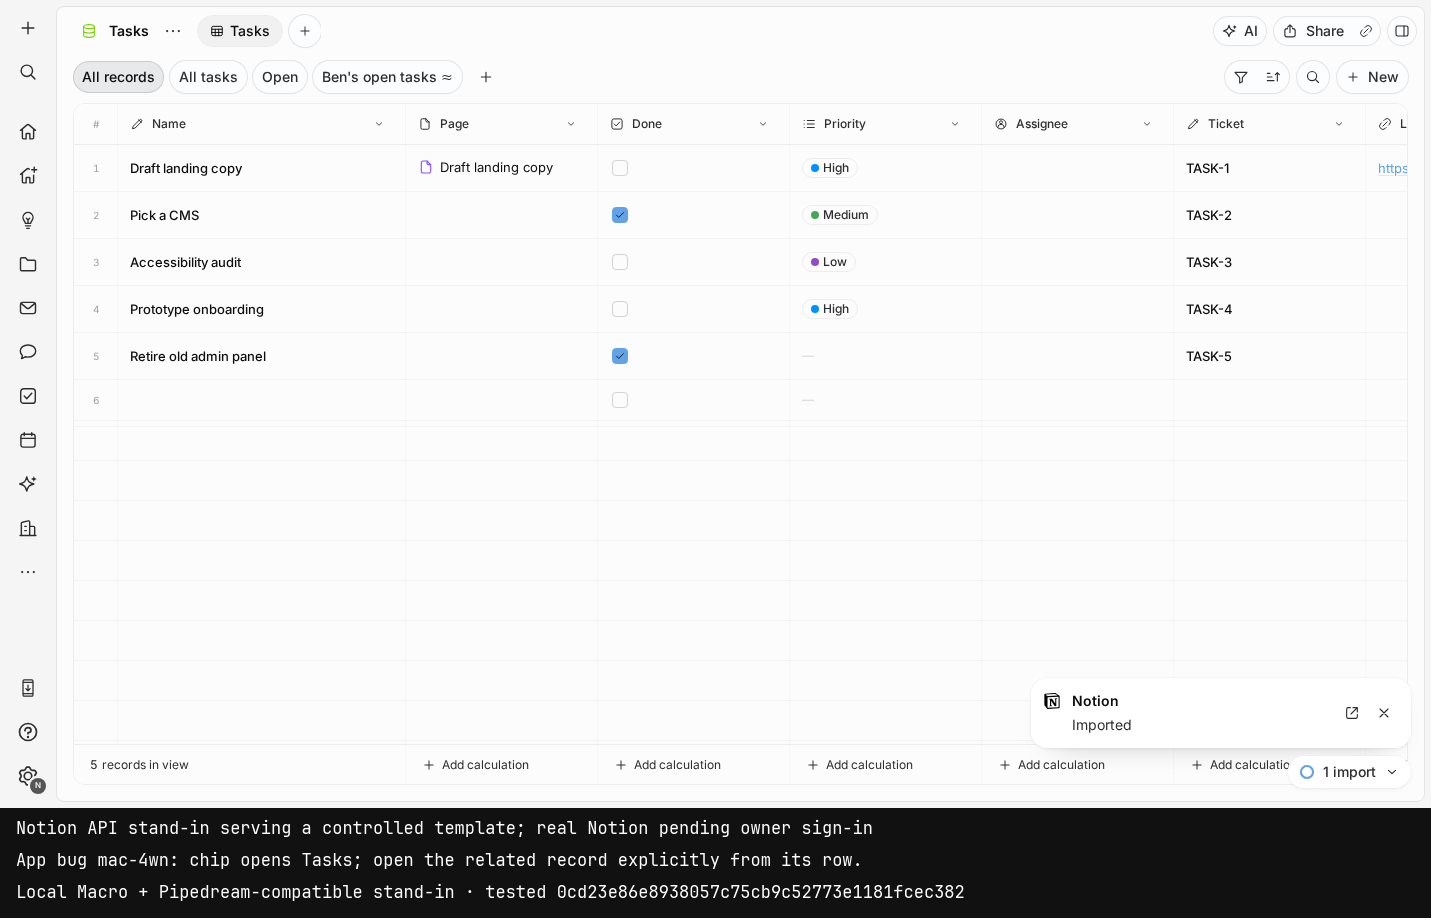 Tasks ··· Tasks
AI Share
All records All tasks Open Ben's open tasks ≈
New
# Name Page Done Priority Assignee Ticket L
1 Draft landing copy Draft landing copy High TASK-1 https
2 Pick a CMS Medium TASK-2
3 Accessibility audit Low TASK-3
4 Prototype onboarding High TASK-4
5 Retire old admin panel — TASK-5
6 —
Notion
Imported
5 records in view + Add calculation + Add calculation + Add calculation + Add calculation + Add calculatio
1 import
N
Notion API stand-in serving a controlled template; real Notion pending owner sign-in
App bug mac-4wn: chip opens Tasks; open the related record explicitly from its row.
Local Macro + Pipedream-compatible stand-in · tested 0cd23e86e8938057c75cb9c52773e1181fcec382